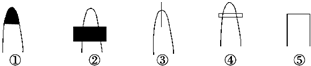 ① ② ③ ④ ⑤